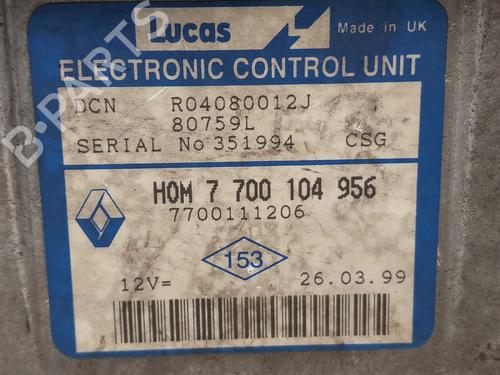 Lucas
Made in UK
ELECTRONIC CONTROL UNIT
DCN R04080012J
80759L
SERIAL No 351994 CSG
HOM 7 700 104 956
7700111206
153
12V= 26.03.99
B-PARTS